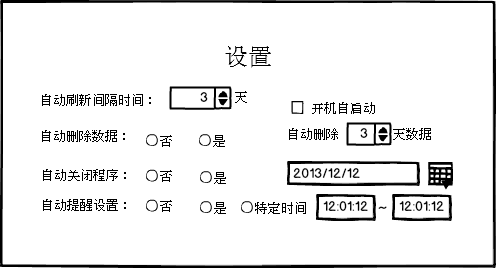 设置
自动刷新间隔时间： 3 天
开机自启动
自动删除数据： 否 是 自动删除 3 天数据
自动关闭程序： 否 是 2013/12/12
自动提醒设置： 否 是 特定时间 12:01:12 ~ 12:01:12